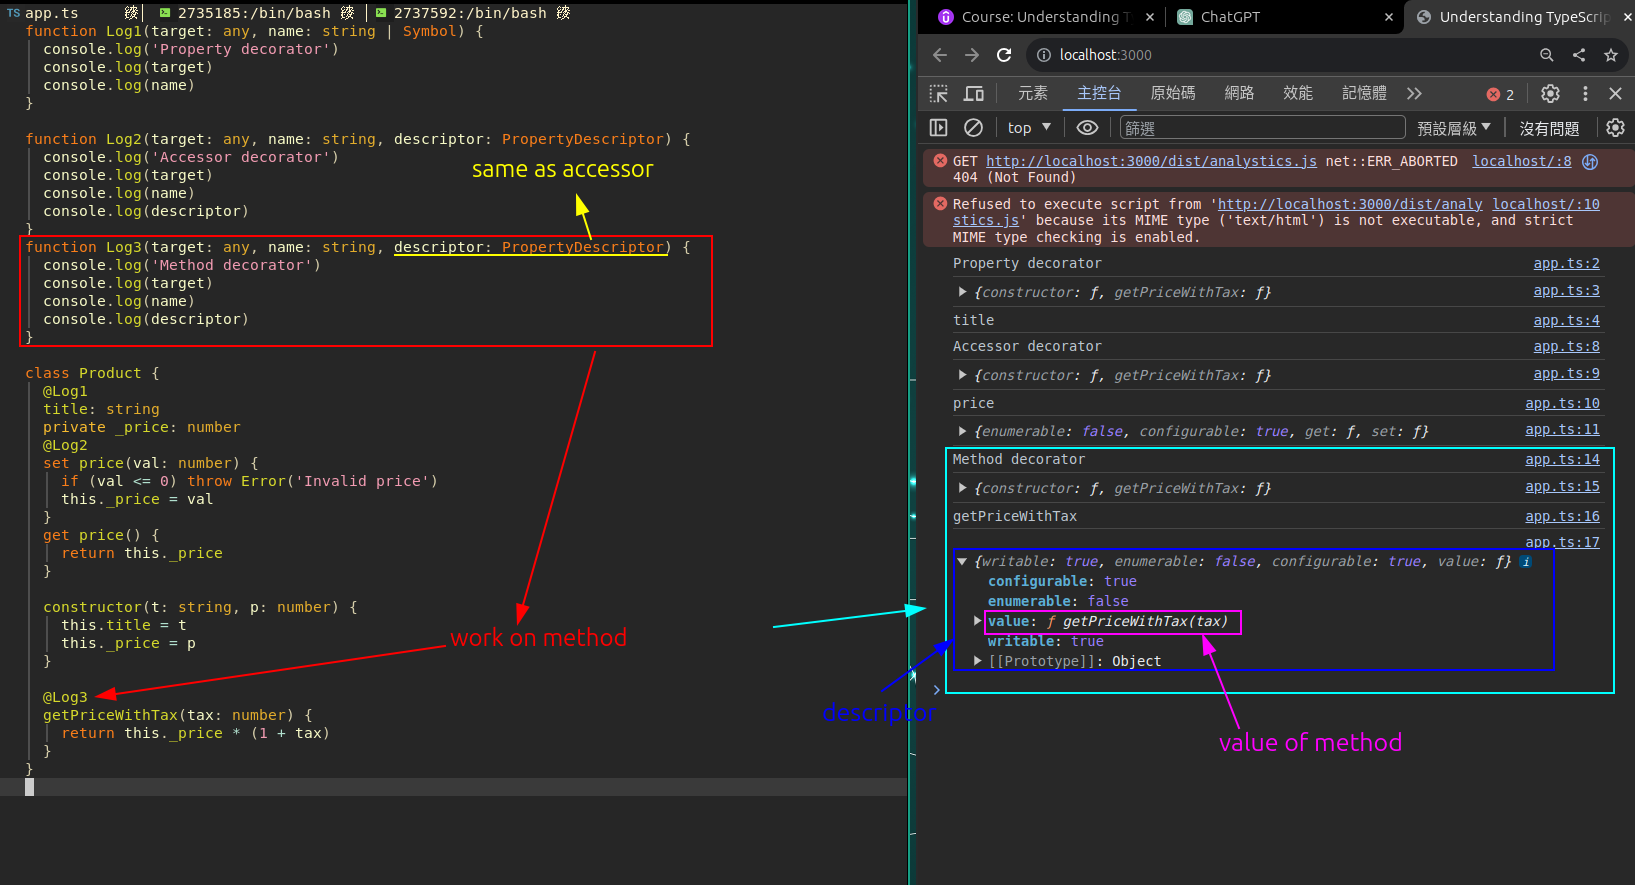 TS app.ts 2735185:/bin/bash 2737592:/bin/bash
function Log1(target: any, name: string | Symbol) {
console.log('Property decorator')
console.log(target)
console.log(name)
}
function Log2(target: any, name: string, descriptor: PropertyDescriptor) {
console.log('Accessor decorator')
console.log(target)
console.log(name)
console.log(descriptor)
}
same as accessor
function Log3(target: any, name: string, descriptor: PropertyDescriptor) {
console.log('Method decorator')
console.log(target)
console.log(name)
console.log(descriptor)
}
class Product {
@Log1
title: string
private _price: number
@Log2
set price(val: number) {
if (val <= 0) throw Error('Invalid price')
this._price = val
}
get price() {
return this._price
}
constructor(t: string, p: number) {
this.title = t
this._price = p
}
work on method
@Log3
getPriceWithTax(tax: number) {
return this._price * (1 + tax)
}
}
Course: Understanding T
ChatGPT
Understanding TypeScrip
localhost:3000
元素 主控台 原始碼 網路 效能 記憶體 2
top 篩選 預設層級 沒有問題
GET http://localhost:3000/dist/analystics.js net::ERR_ABORTED localhost/:8
404 (Not Found)
Refused to execute script from 'http://localhost:3000/dist/analy localhost/:10
stics.js' because its MIME type ('text/html') is not executable, and strict
MIME type checking is enabled.
Property decorator app.ts:2
{constructor: ƒ, getPriceWithTax: ƒ} app.ts:3
title app.ts:4
Accessor decorator app.ts:8
{constructor: ƒ, getPriceWithTax: ƒ} app.ts:9
price app.ts:10
{enumerable: false, configurable: true, get: ƒ, set: ƒ} app.ts:11
Method decorator app.ts:14
{constructor: ƒ, getPriceWithTax: ƒ} app.ts:15
getPriceWithTax app.ts:16
app.ts:17
{writable: true, enumerable: false, configurable: true, value: ƒ} i
configurable: true
enumerable: false
value: ƒ getPriceWithTax(tax)
writable: true
[[Prototype]]: Object
descriptor
value of method